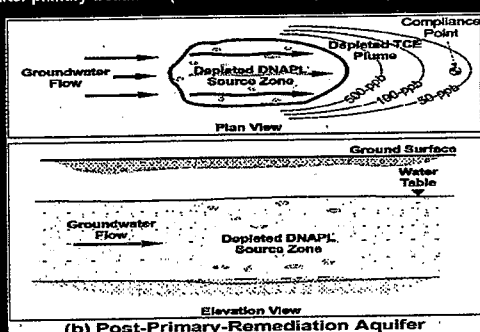 Compliance
Point
Depleted TCE
Plume
Groundwater
Flow
Depleted DNAPL
Source Zone
500-ppb
100-ppb
50-ppb
Plan View
Ground Surface
Water
Table
Groundwater
Flow
Depleted DNAPL
Source Zone
Elevation View
(b) Post-Primary-Remediation Aquifer